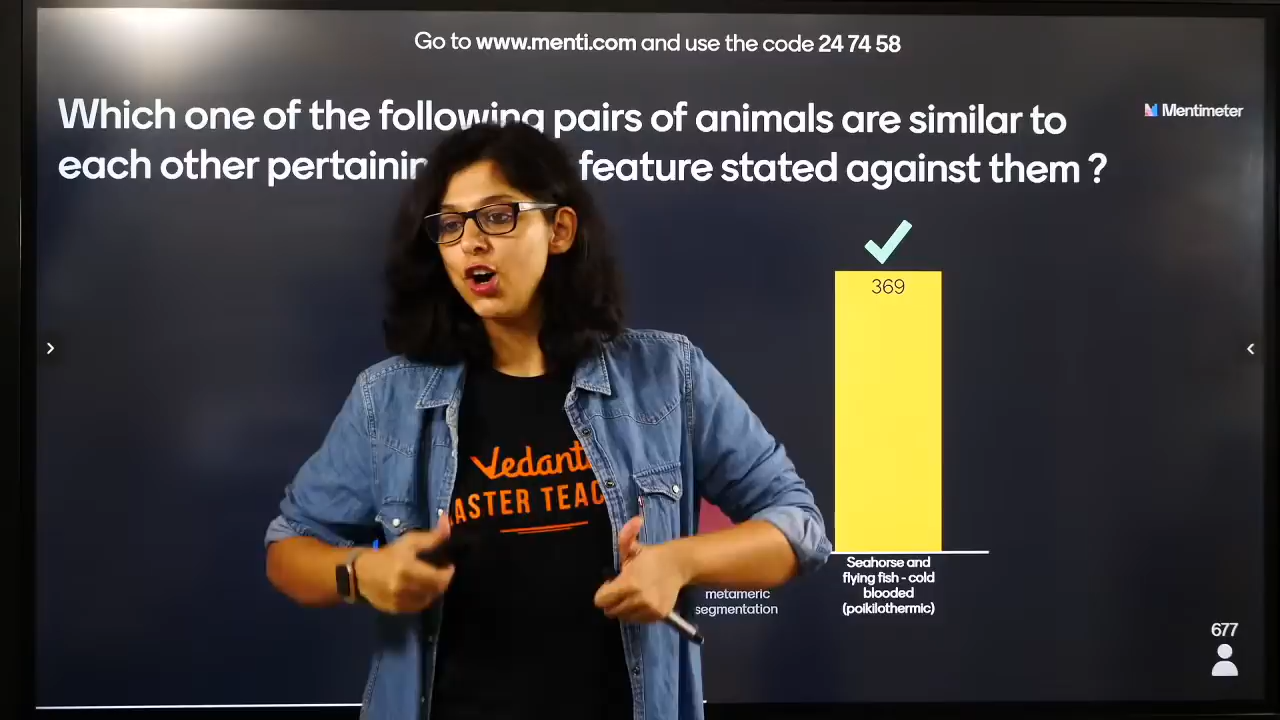 Go to www.menti.com and use the code 24 74 58
Which one of the following pairs of animals are similar to
each other feature stated against them ?
Mentimeter
369
Vedant
ASTER TEAC
Seahorse and
flying fish - cold
blooded
(poikilothermic)
metameric
segmentation
677